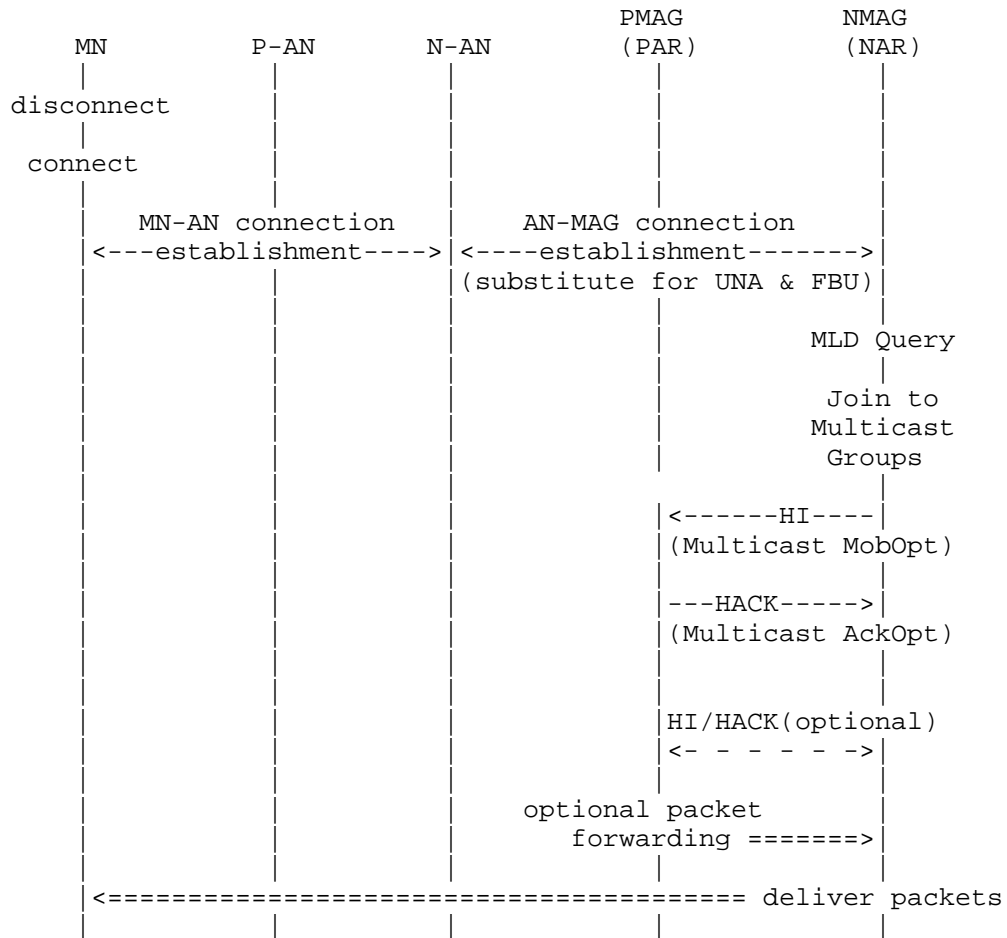 PMAG NMAG
MN P-AN N-AN (PAR) (NAR)
disconnect
connect
MN-AN connection AN-MAG connection
<---establishment----> <----establishment------->
(substitute for UNA & FBU)
MLD Query
Join to
Multicast
Groups
<------HI----
(Multicast MobOpt)
---HACK----->
(Multicast AckOpt)
HI/HACK(optional)
<- - - - - ->
optional packet
forwarding =======>
<====================================== deliver packets